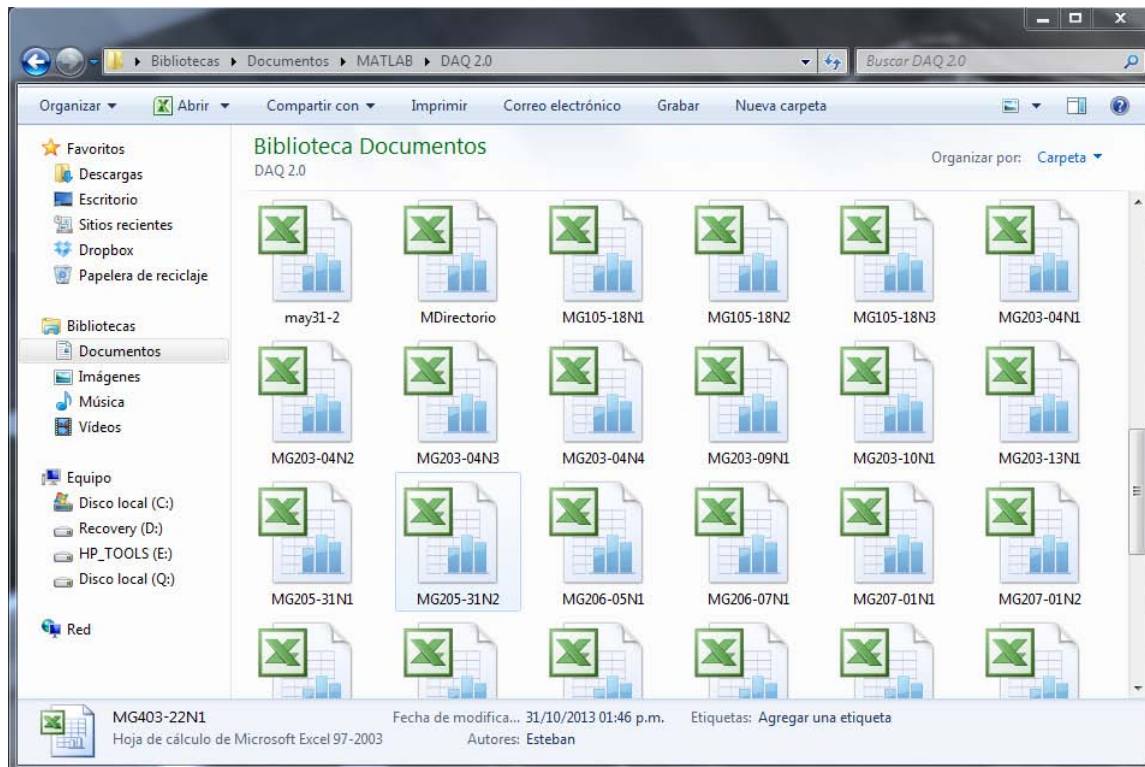 Bibliotecas Documentos MATLAB DAQ 2.0
Buscar DAQ 2.0
Organizar Abrir Compartir con Imprimir Correo electrónico Grabar Nueva carpeta
Favoritos
Descargas
Escritorio
Sitios recientes
Dropbox
Papelera de reciclaje
Bibliotecas
Documentos
Imágenes
Música
Vídeos
Equipo
Disco local (C:)
Recovery (D:)
HP_TOOLS (E:)
Disco local (Q:)
Red
Biblioteca Documentos
DAQ 2.0
Organizar por: Carpeta
may31-2 MDirectorio MG105-18N1 MG105-18N2 MG105-18N3 MG203-04N1
MG203-04N2 MG203-04N3 MG203-04N4 MG203-09N1 MG203-10N1 MG203-13N1
MG205-31N1 MG205-31N2 MG206-05N1 MG206-07N1 MG207-01N1 MG207-01N2
MG403-22N1 Fecha de modifica... 31/10/2013 01:46 p.m. Etiquetas: Agregar una etiqueta
Hoja de cálculo de Microsoft Excel 97-2003 Autores: Esteban